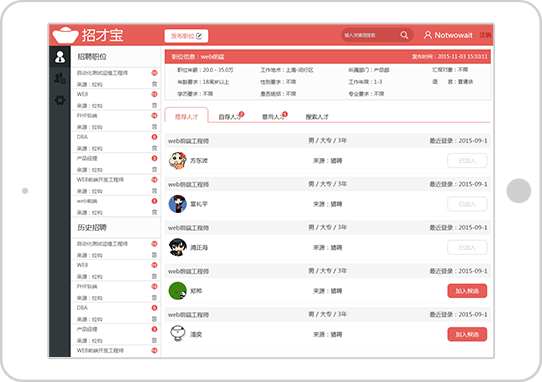 招才宝
发布职位
输入关键词搜索
Notwowait 注销
招聘职位
自动化测试运维工程师
来源：拉钩
WEB
来源：拉钩
PHP后端
来源：拉钩
DBA
来源：拉钩
产品经理
来源：拉钩
WEB前端开发工程师
来源：拉钩
web前端
来源：拉钩
历史招聘
自动化测试运维工程师
来源：拉钩
WEB
来源：拉钩
PHP后端
来源：拉钩
DBA
来源：拉钩
产品经理
来源：拉钩
WEB前端开发工程师
职位信息：web前端 发布时间：2015-11-03 15:10:11
职位年薪：20.0 - 35.0万 工作地点：上海-闵行区 所属部门：产品部 汇报对象：不限
年龄要求：18周岁以上 性别要求：不限 工作年限：1-3 语 言：普通话
学历要求：不限 是否统招：不限 专业要求：不限
推荐人才 自荐人才 意向人才 搜索人才
web前端工程师 男 / 大专 / 3年 最近登录：2015-09-1
方东波 来源：猎聘 已加入
web前端工程师 男 / 大专 / 3年 最近登录：2015-09-1
章礼平 来源：猎聘 已加入
web前端工程师 男 / 大专 / 3年 最近登录：2015-09-1
浦正海 来源：猎聘 已加入
web前端工程师 男 / 大专 / 3年 最近登录：2015-09-1
郑帅 来源：猎聘 加入候选
web前端工程师 男 / 大专 / 3年 最近登录：2015-09-1
潘奕 来源：猎聘 加入候选